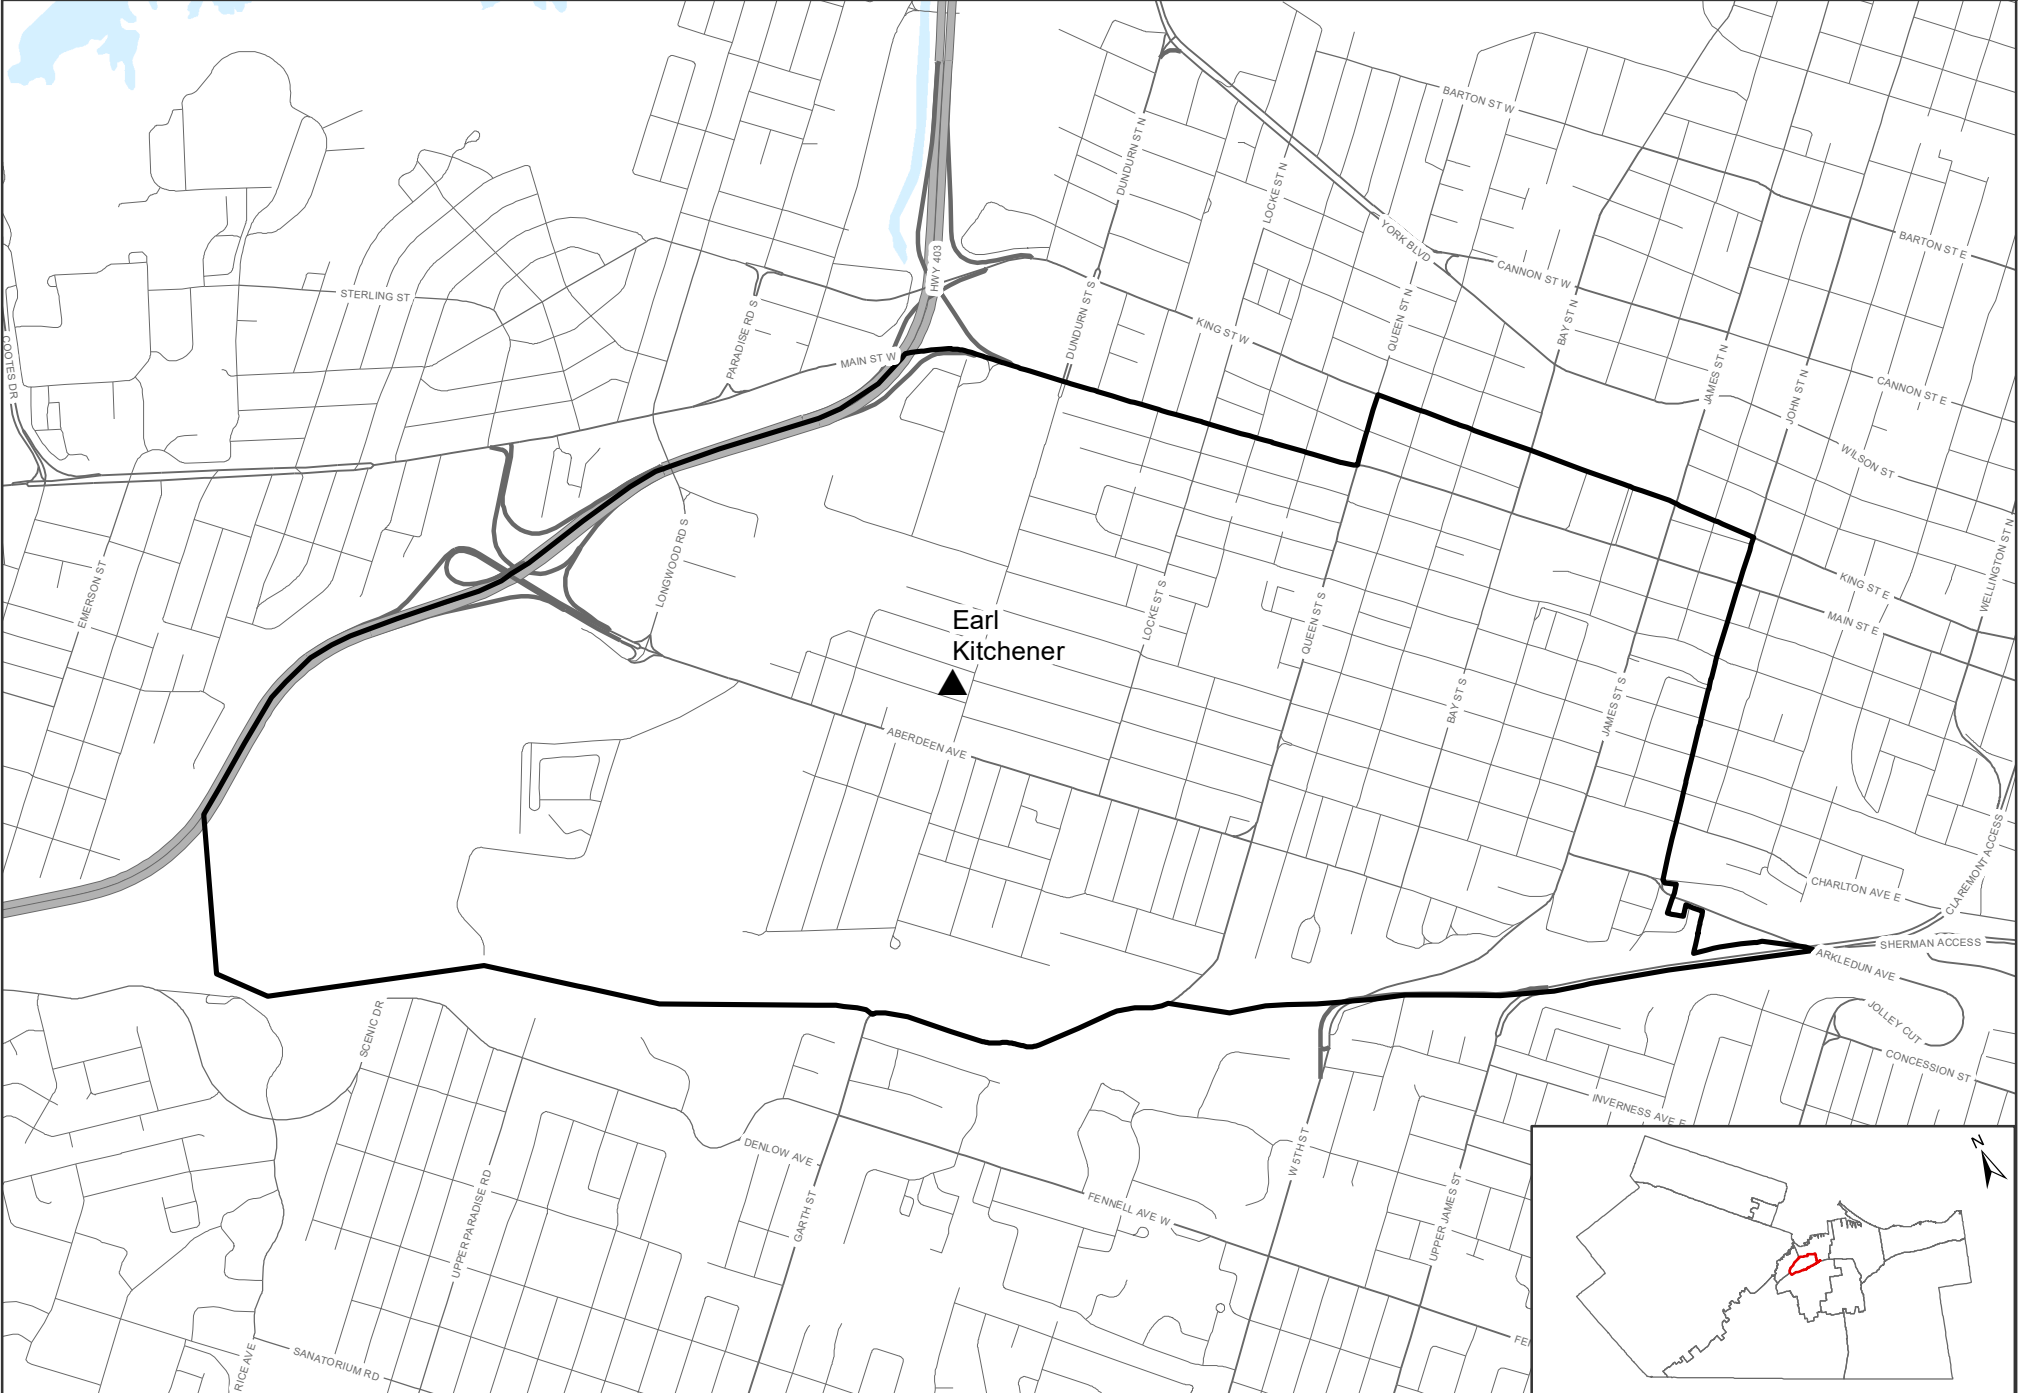 BARTON ST W
DUNDURN ST N
LOCKE ST N
YORK BLVD
BARTON ST E
HWY 403
CANNON ST W
STERLING ST
PARADISE RD S
DUNDURN ST S
KING ST W
QUEEN ST N
BAY ST N
COOTES DR
MAIN ST W
JAMES ST N
JOHN ST N
CANNON ST E
WILSON ST
EMERSON ST
LONGWOOD RD S
WELLINGTON ST N
KING ST E
MAIN ST E
LOCKE ST S
QUEEN ST S
Earl
Kitchener
BAY ST S
JAMES ST S
ABERDEEN AVE
CLAREMONT ACCESS
CHARLTON AVE E
SHERMAN ACCESS
ARKLEDUN AVE
SCENIC DR
JOLLEY CUT
CONCESSION ST
INVERNESS AVE E
DENLOW AVE
W 5TH ST
N
UPPER PARADISE RD
GARTH ST
FENNELL AVE W
UPPER JAMES ST
FE
SANATORIUM RD
RICE AVE